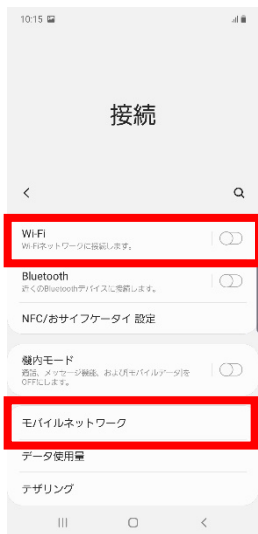 10:15
接続
Wi-Fi
Wi-Fiネットワークに接続します。
Bluetooth
近くのBluetoothデバイスに接続します。
NFC/おサイフケータイ 設定
機内モード
通話、メッセージ機能、およびモバイルデータを
OFFにします。
モバイルネットワーク
データ使用量
テザリング